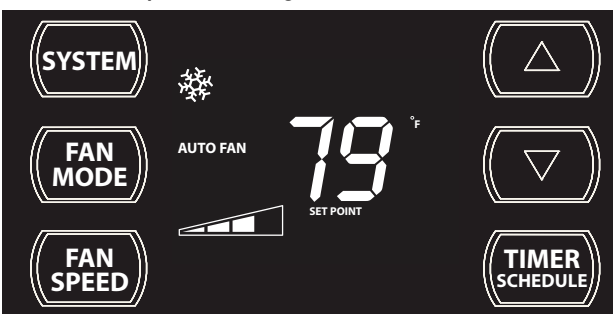 SYSTEM
AUTO FAN
79 °F
SET POINT
FAN
MODE
FAN
SPEED
TIMER
SCHEDULE